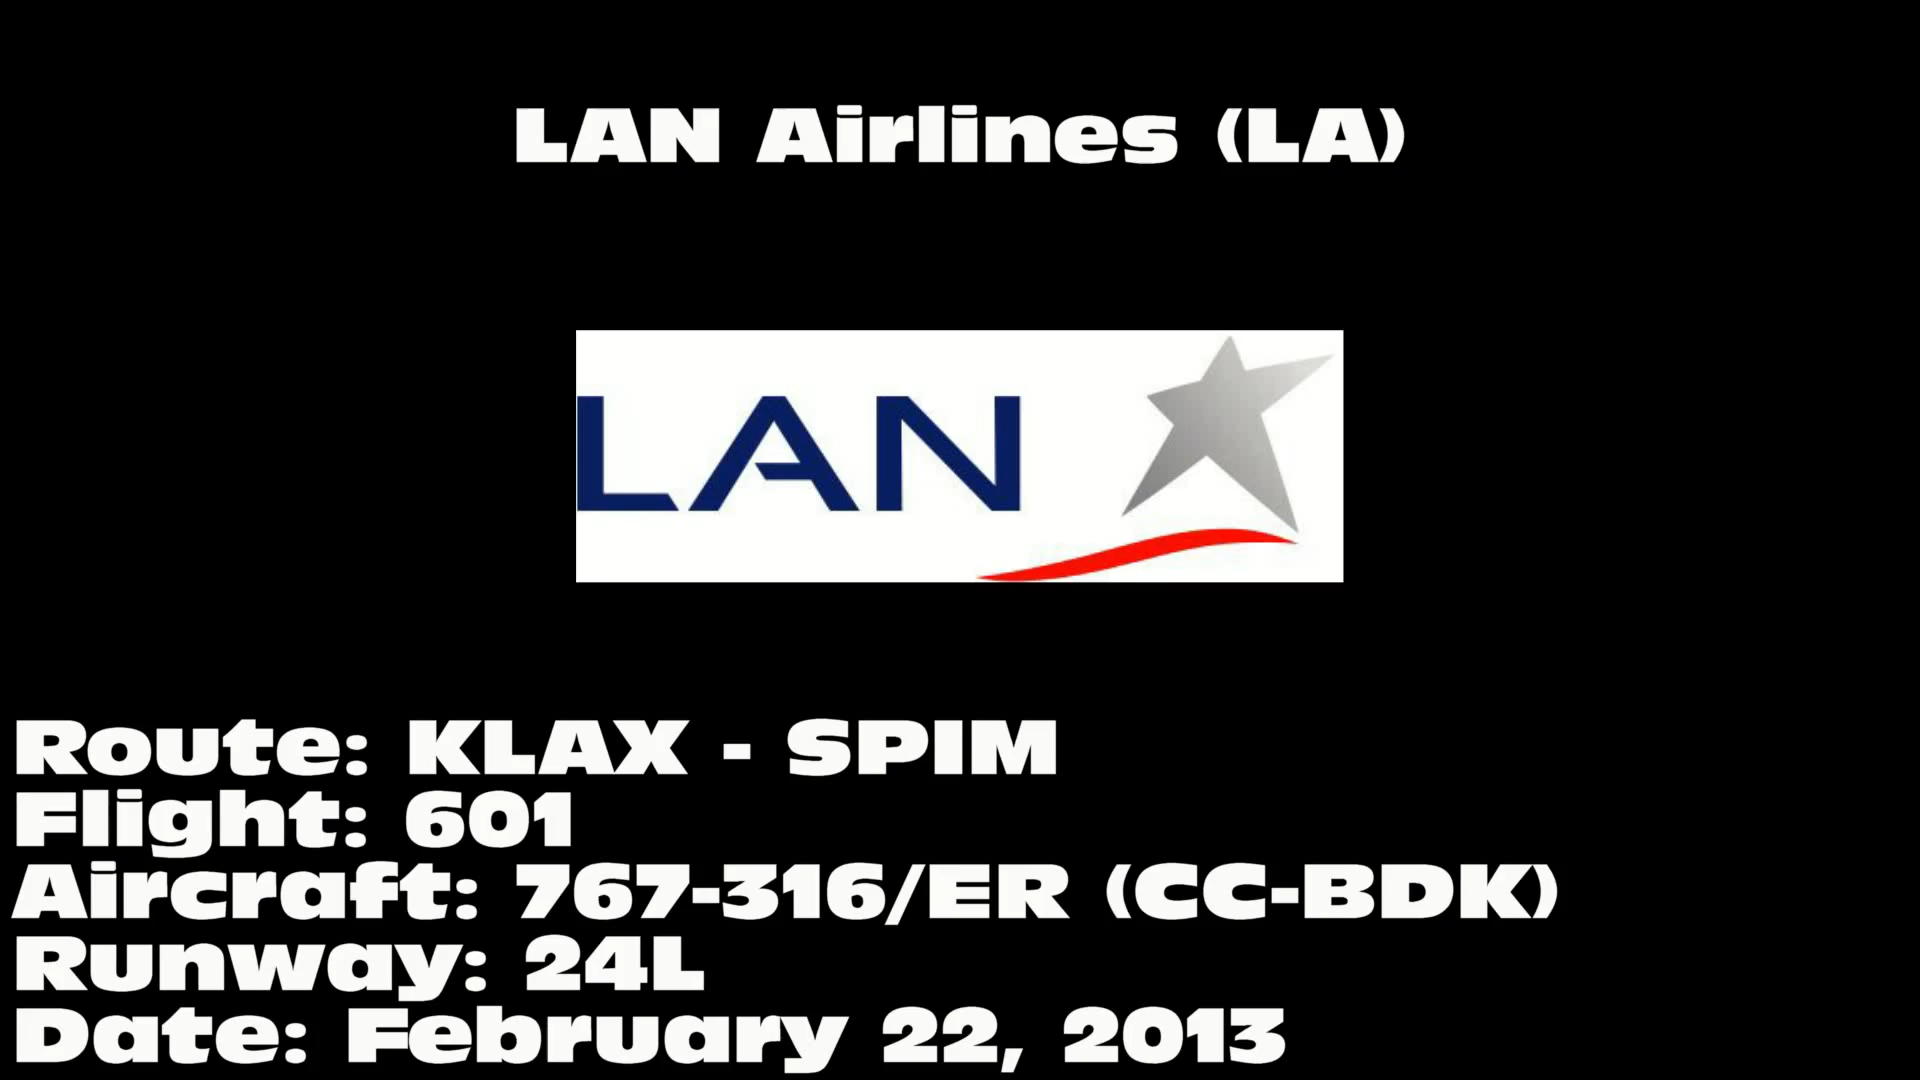 LAN Airlines (LA)
LAN
Route: KLAX - SPIM
Flight: 601
Aircraft: 767-316/ER (CC-BDK)
Runway: 24L
Date: February 22, 2013